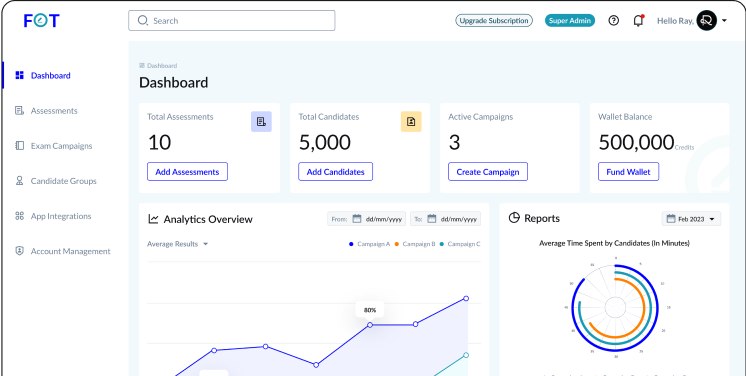 FOT
Search
Upgrade Subscription
Super Admin
Hello Ray,
Dashboard
Assessments
Exam Campaigns
Candidate Groups
App Integrations
Account Management
Dashboard
Dashboard
Total Assessments
10
Add Assessments
Total Candidates
5,000
Add Candidates
Active Campaigns
3
Create Campaign
Wallet Balance
500,000 Credits
Fund Wallet
Analytics Overview
From: dd/mm/yyyy
To: dd/mm/yyyy
Average Results
Campaign A Campaign B Campaign C
80%
Reports
Feb 2023
Average Time Spent by Candidates (In Minutes)